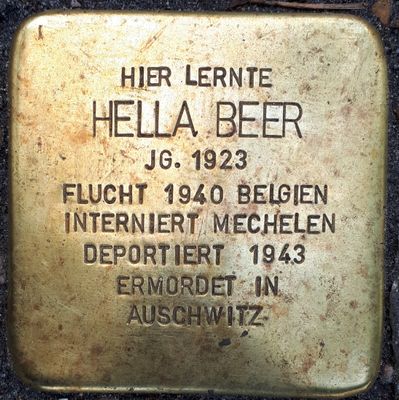 HIER LERNTE
HELLA BEER
JG. 1923
FLUCHT 1940 BELGIEN
INTERNIERT MECHELEN
DEPORTIERT 1943
ERMORDET IN
AUSCHWITZ